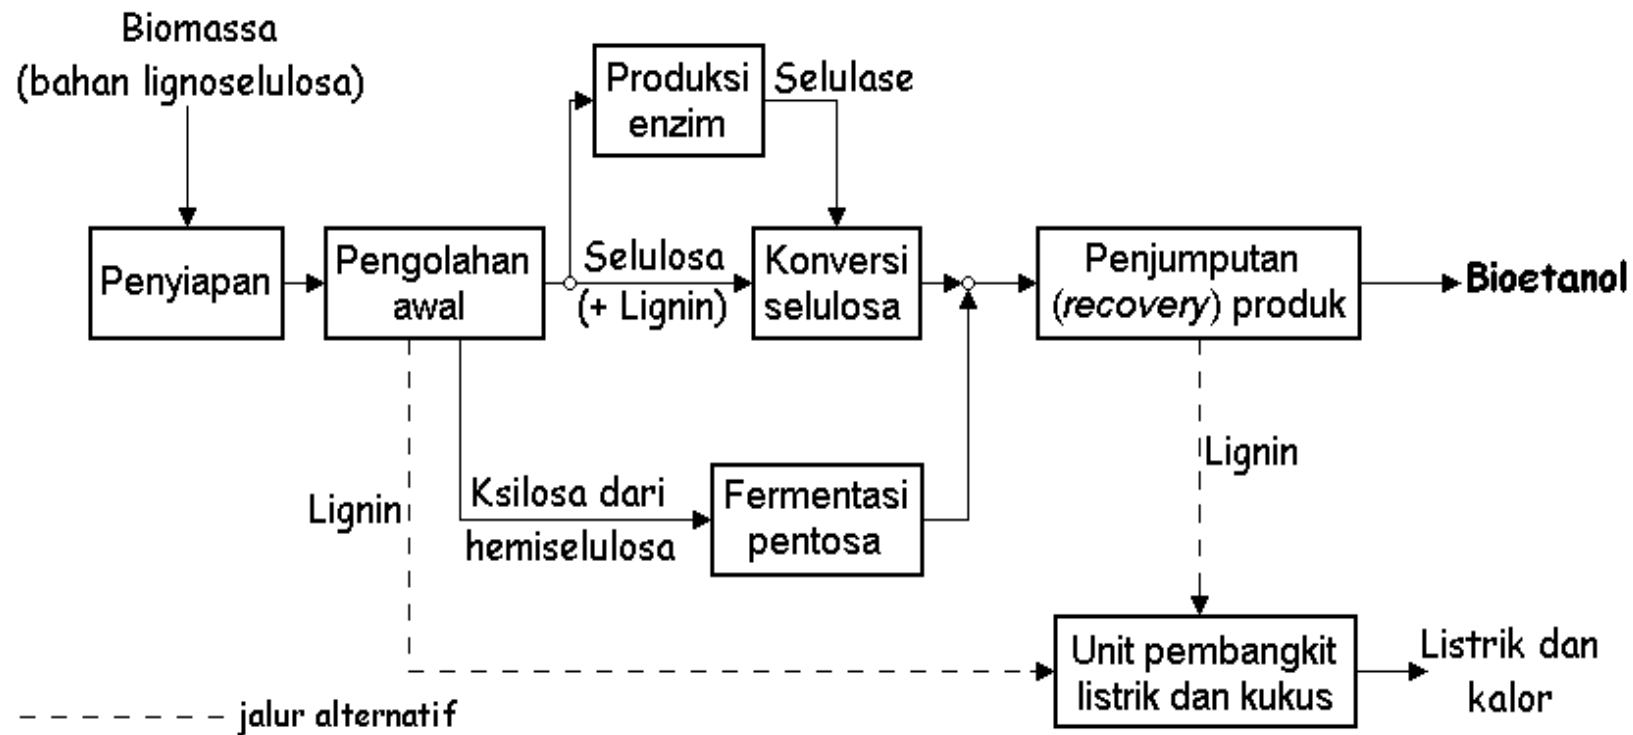 Biomassa
(bahan lignoselulosa)
Produksi
enzim
Selulase
Penyiapan
Pengolahan
awal
Selulosa
(+ Lignin)
Konversi
selulosa
Penjumputan
(recovery) produk
Bioetanol
Lignin
Ksilosa dari
hemiselulosa
Fermentasi
pentosa
Lignin
Unit pembangkit
listrik dan kukus
Listrik dan
kalor
jalur alternatif